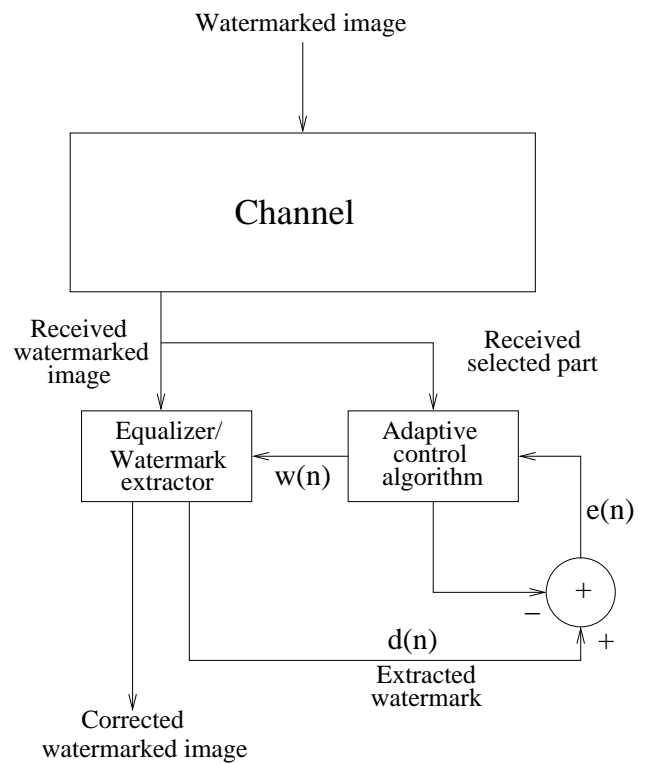 Watermarked image
Channel
Received
watermarked
image
Received
selected part
Equalizer/
Watermark
extractor
w(n)
Adaptive
control
algorithm
e(n)
+
−
+
d(n)
Extracted
watermark
Corrected
watermarked image